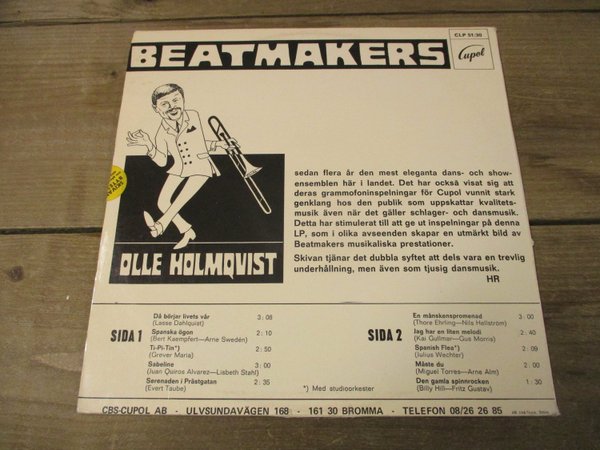 BEATMAKERS
CLP 51:30
Cupol
OLLE HOLMQVIST
sedan flera år den mest eleganta dans- och show-
ensemblen här i landet. Det har också visat sig att
deras grammofoninspelningar för Cupol vunnit stark
genklang hos den publik som uppskattar kvalitets-
musik även när det gäller schlager- och dansmusik.
Detta har stimulerat till att ge ut inspelningar på denna
LP, som i olika avseenden skapar en utmärkt bild av
Beatmakers musikaliska prestationer.
Skivan tjänar det dubbla syftet att dels vara en trevlig
underhållning, men även som tjusig dansmusik.
HR
SIDA 1
Då börjar livets vår 3:08
(Lasse Dahlquist)
Spanska ögon 2:10
(Bert Kaempfert—Arne Swedén)
Ti-Pi-Tin*) 2:50
(Grever Maria)
Sabeline 3:00
(Juan Quiros Alvarez—Lisbeth Stahl)
Serenaden i Prästgatan 2:35
(Evert Taube)
*) Med studioorkester
SIDA 2
En månskenspromenad 3:00
(Thore Ehrling—Nils Hellström)
Jag har en liten melodi 2:40
(Kai Gullmar—Gus Morris)
Spanish Flea*) 2:09
(Julius Wechter)
Måste du 2:00
(Miguel Torres—Arne Alm)
Den gamla spinnrocken 1:30
(Billy Hill—Fritz Gustav)
CBS-CUPOL AB - ULVSUNDAVÄGEN 168 - 161 30 BROMMA - TELEFON 08/26 26 85